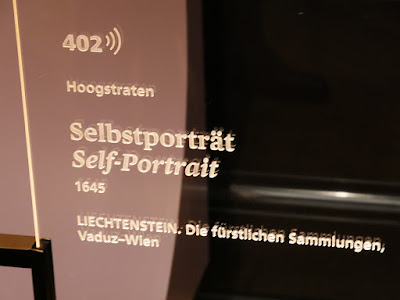 402
Hoogstraten
Selbstporträt
Self-Portrait
1645
LIECHTENSTEIN. Die fürstlichen Sammlungen,
Vaduz–Wien